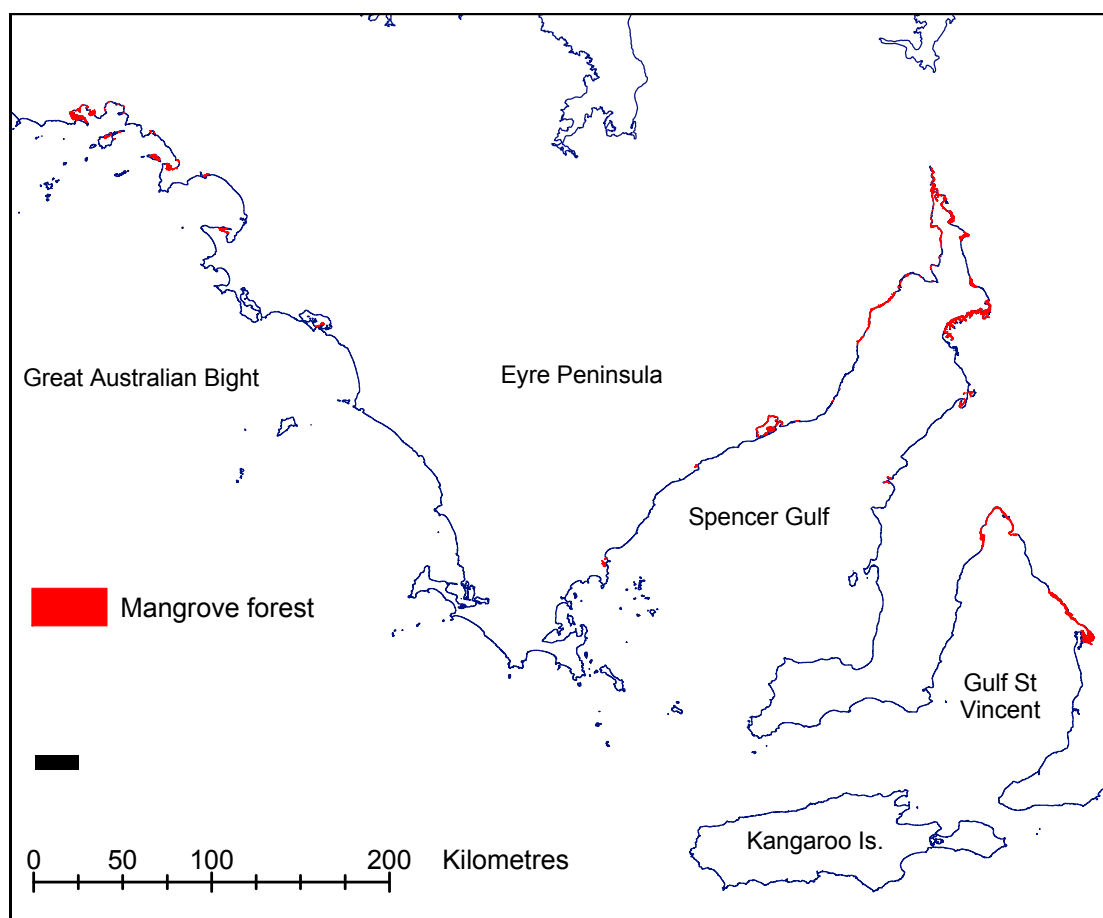 Great Australian Bight
Eyre Peninsula
Spencer Gulf
Mangrove forest
Gulf St
Vincent
Kangaroo Is.
0 50 100 200 Kilometres